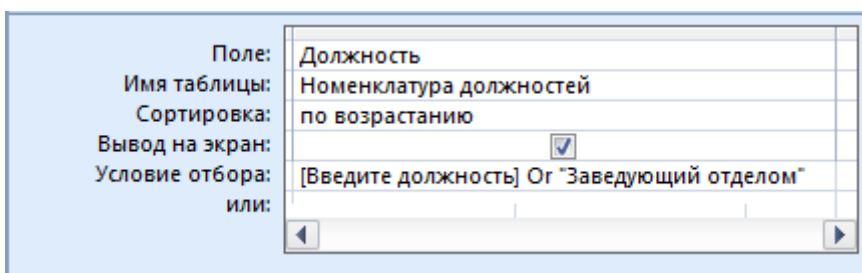 Поле: Должность
Имя таблицы: Номенклатура должностей
Сортировка: по возрастанию
Вывод на экран:
Условие отбора: [Введите должность] Or "Заведующий отделом"
или: